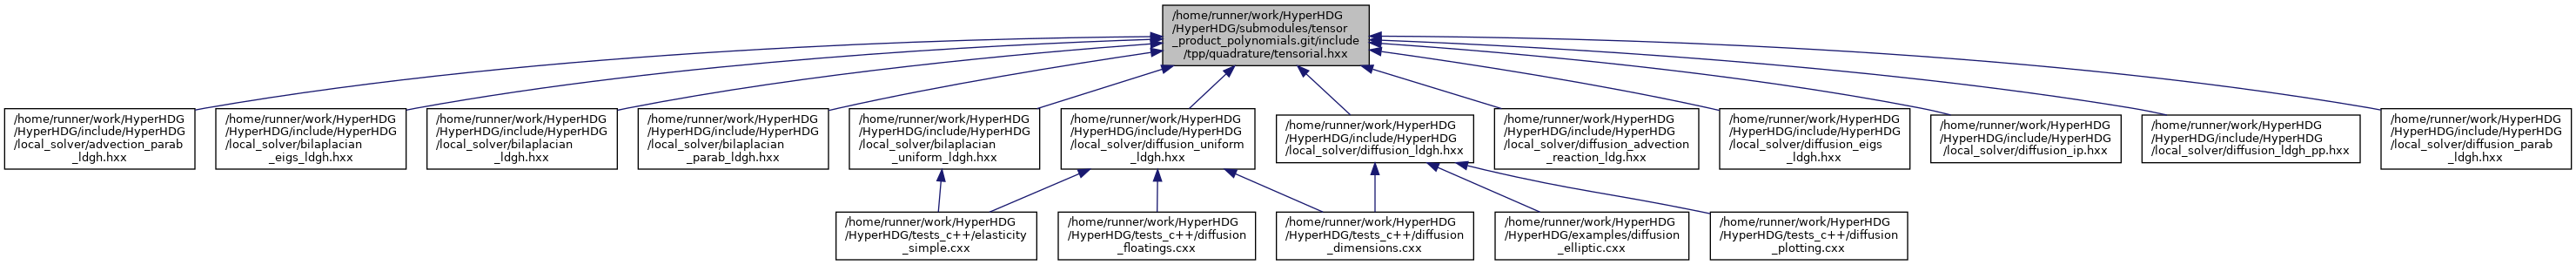 /home/runner/work/HyperHDG
/HyperHDG/submodules/tensor
_product_polynomials.git/include
/tpp/quadrature/tensorial.hxx
/home/runner/work/HyperHDG
/HyperHDG/include/HyperHDG
/local_solver/advection_parab
_ldgh.hxx
/home/runner/work/HyperHDG
/HyperHDG/include/HyperHDG
/local_solver/bilaplacian
_eigs_ldgh.hxx
/home/runner/work/HyperHDG
/HyperHDG/include/HyperHDG
/local_solver/bilaplacian
_ldgh.hxx
/home/runner/work/HyperHDG
/HyperHDG/include/HyperHDG
/local_solver/bilaplacian
_parab_ldgh.hxx
/home/runner/work/HyperHDG
/HyperHDG/include/HyperHDG
/local_solver/bilaplacian
_uniform_ldgh.hxx
/home/runner/work/HyperHDG
/HyperHDG/include/HyperHDG
/local_solver/diffusion_uniform
_ldgh.hxx
/home/runner/work/HyperHDG
/HyperHDG/include/HyperHDG
/local_solver/diffusion_ldgh.hxx
/home/runner/work/HyperHDG
/HyperHDG/include/HyperHDG
/local_solver/diffusion_advection
_reaction_ldg.hxx
/home/runner/work/HyperHDG
/HyperHDG/include/HyperHDG
/local_solver/diffusion_eigs
_ldgh.hxx
/home/runner/work/HyperHDG
/HyperHDG/include/HyperHDG
/local_solver/diffusion_ip.hxx
/home/runner/work/HyperHDG
/HyperHDG/include/HyperHDG
/local_solver/diffusion_ldgh_pp.hxx
/home/runner/work/HyperHDG
/HyperHDG/include/HyperHDG
/local_solver/diffusion_parab
_ldgh.hxx
/home/runner/work/HyperHDG
/HyperHDG/tests_c++/elasticity
_simple.cxx
/home/runner/work/HyperHDG
/HyperHDG/tests_c++/diffusion
_floatings.cxx
/home/runner/work/HyperHDG
/HyperHDG/tests_c++/diffusion
_dimensions.cxx
/home/runner/work/HyperHDG
/HyperHDG/examples/diffusion
_elliptic.cxx
/home/runner/work/HyperHDG
/HyperHDG/tests_c++/diffusion
_plotting.cxx